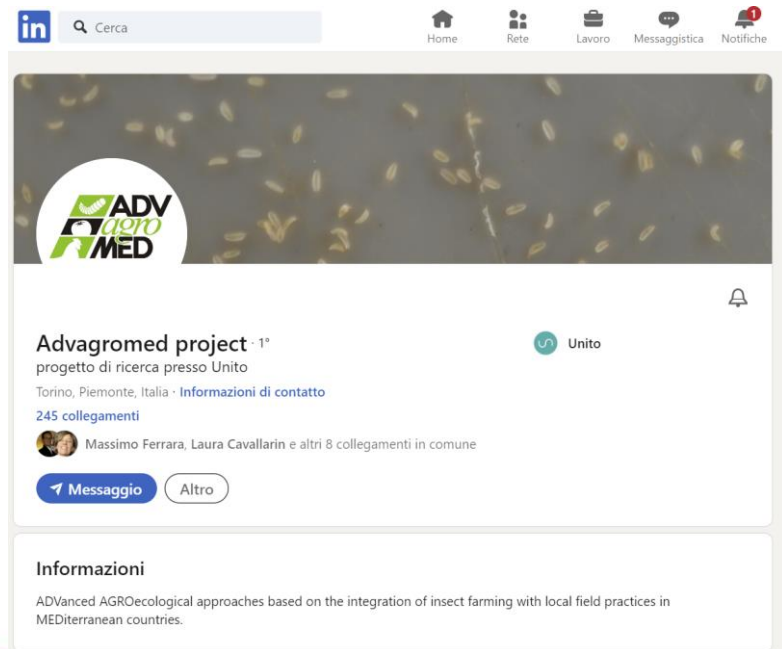 in
Cerca
Home
Rete
Lavoro
Messaggistica
1
Notifiche
ADV
agro
MED
Advagromed project · 1°
Unito
progetto di ricerca presso Unito
Torino, Piemonte, Italia · Informazioni di contatto
245 collegamenti
Massimo Ferrara, Laura Cavallarin e altri 8 collegamenti in comune
Messaggio
Altro
Informazioni
ADVanced AGROecological approaches based on the integration of insect farming with local field practices in
MEDiterranean countries.